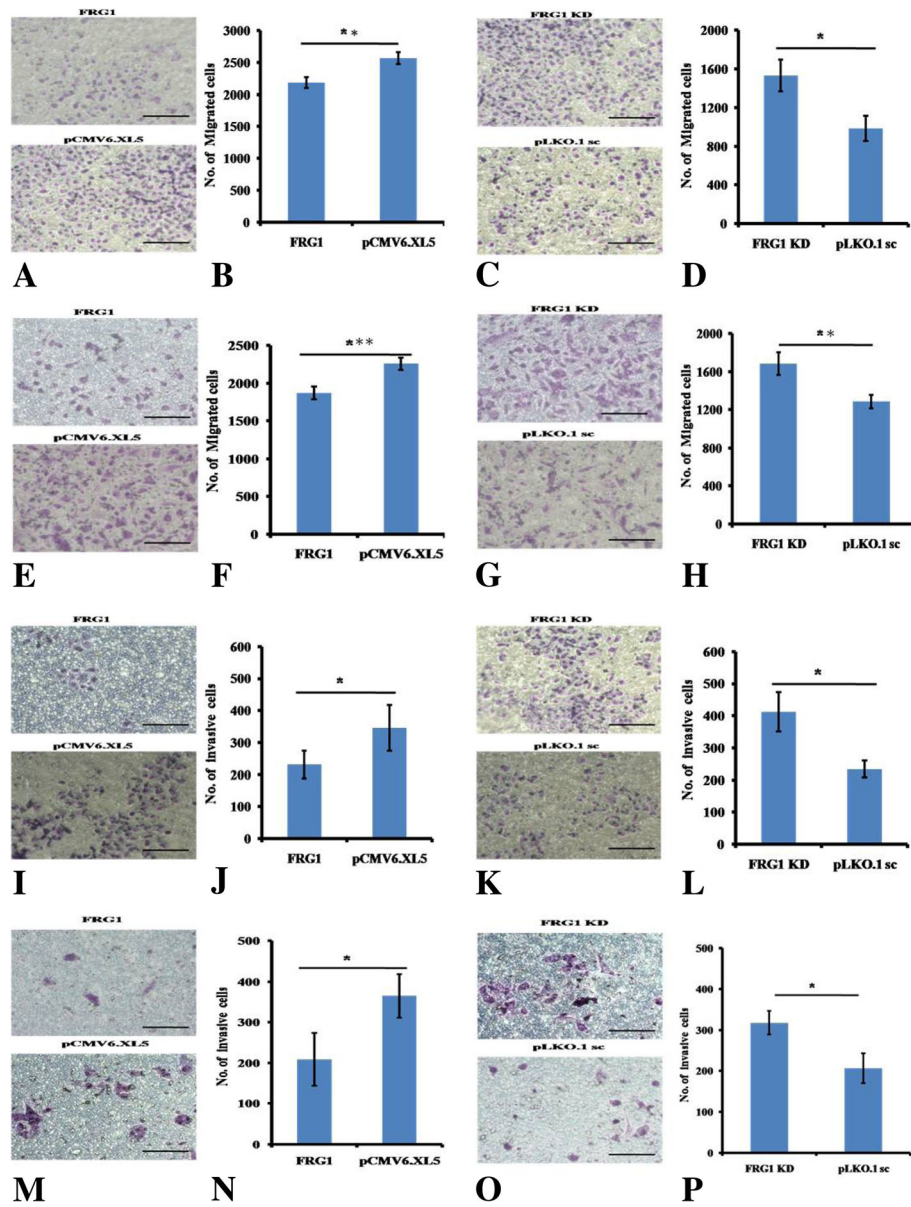 FRG1
pCMV6.XL5
A
No. of Migrated cells
3000
2500
2000
1500
1000
500
0
**
FRG1
pCMV6.XL5
B
FRG1 KD
pLKO.1 sc
C
No. of Migrated cells
2000
1600
1200
800
400
0
*
FRG1 KD
pLKO.1 sc
D
FRG1
pCMV6.XL5
E
No. of Migrated cells
2500
2000
1500
1000
500
0
***
FRG1
pCMV6.XL5
F
FRG1 KD
pLKO.1 sc
G
No. of Migrated cells
2000
1600
1200
800
400
0
**
FRG1 KD
pLKO.1 sc
H
FRG1
pCMV6.XL5
I
No. of invasive cells
600
500
400
300
200
100
0
*
FRG1
pCMV6.XL5
J
FRG1 KD
pLKO.1 sc
K
No. of invasive cells
600
500
400
300
200
100
0
*
FRG1 KD
pLKO.1 sc
L
FRG1
pCMV6.XL5
M
No. of invasive cells
500
400
300
200
100
0
*
FRG1
pCMV6.XL5
N
FRG1 KD
pLKO.1 sc
O
No. of invasive cells
500
400
300
200
100
0
*
FRG1 KD
pLKO.1 sc
P